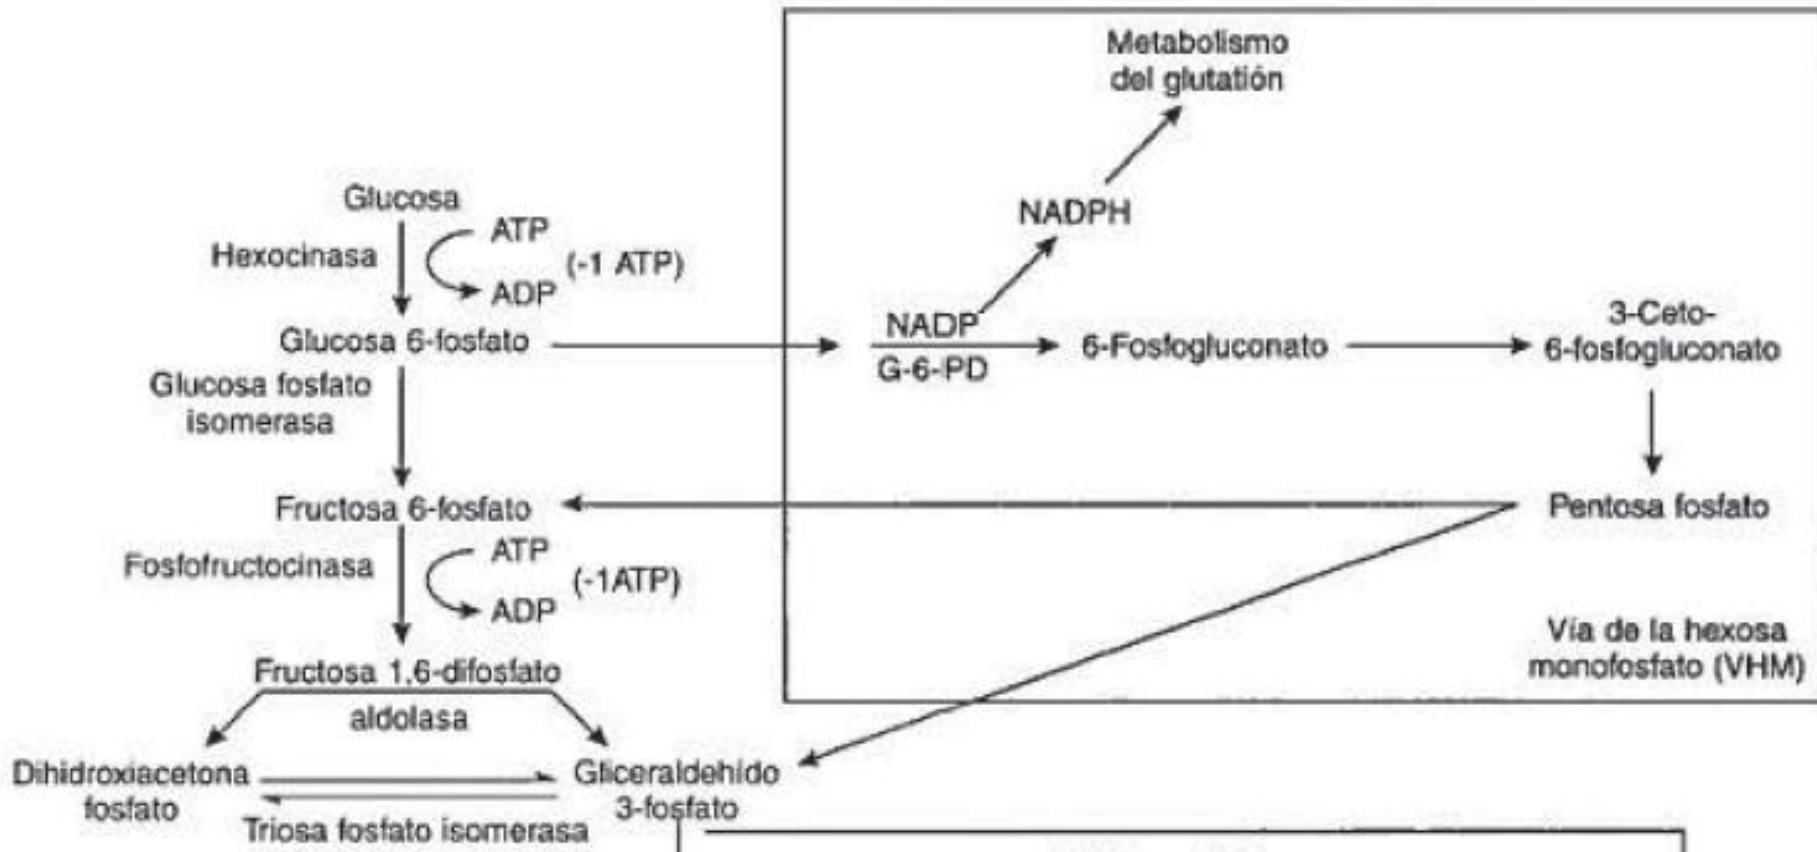 Metabolismo
del glutatión
NADPH
Glucosa
Hexocinasa
ATP
ADP
(-1 ATP)
Glucosa 6-fosfato
NADP
G-6-PD
6-Fosfogluconato
3-Ceto-
6-fosfogluconato
Glucosa fosfato
isomerasa
Fructosa 6-fosfato
Pentosa fosfato
Fosfofructocinasa
ATP
ADP
(-1ATP)
Vía de la hexosa
monofosfato (VHM)
Fructosa 1,6-difosfato
aldolasa
Dihidroxiacetona
fosfato
Gliceraldehído
3-fosfato
Triosa fosfato isomerasa